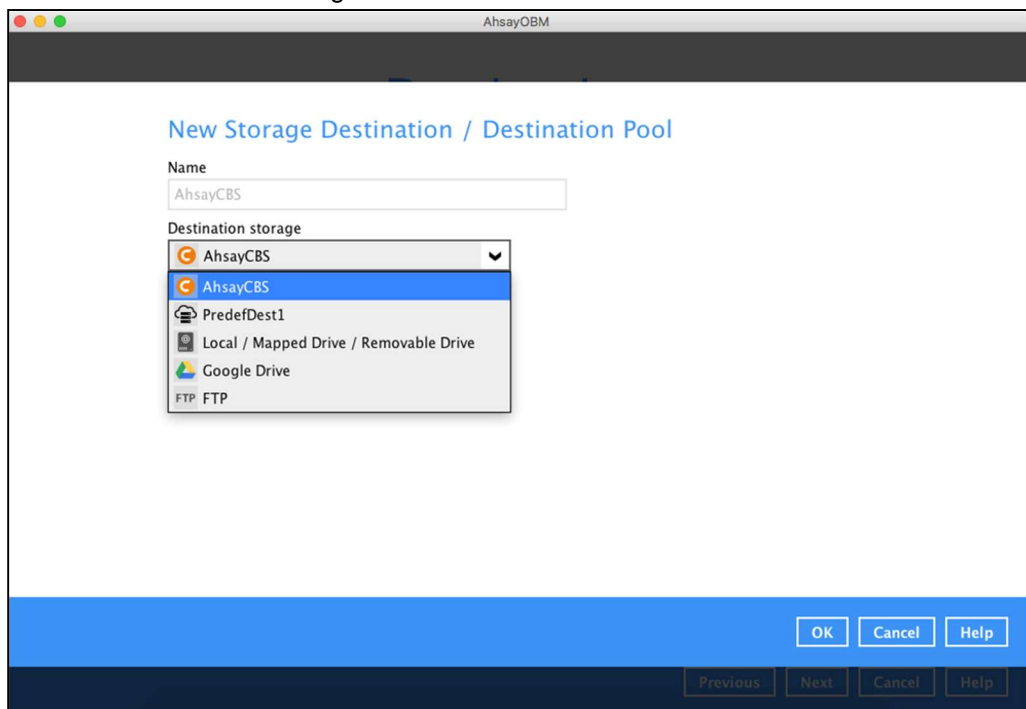 AhsayOBM
New Storage Destination / Destination Pool
Name
AhsayCBS
Destination storage
AhsayCBS
AhsayCBS
PredefDest1
Local / Mapped Drive / Removable Drive
Google Drive
FTP FTP
OK Cancel Help
Previous Next Cancel Help